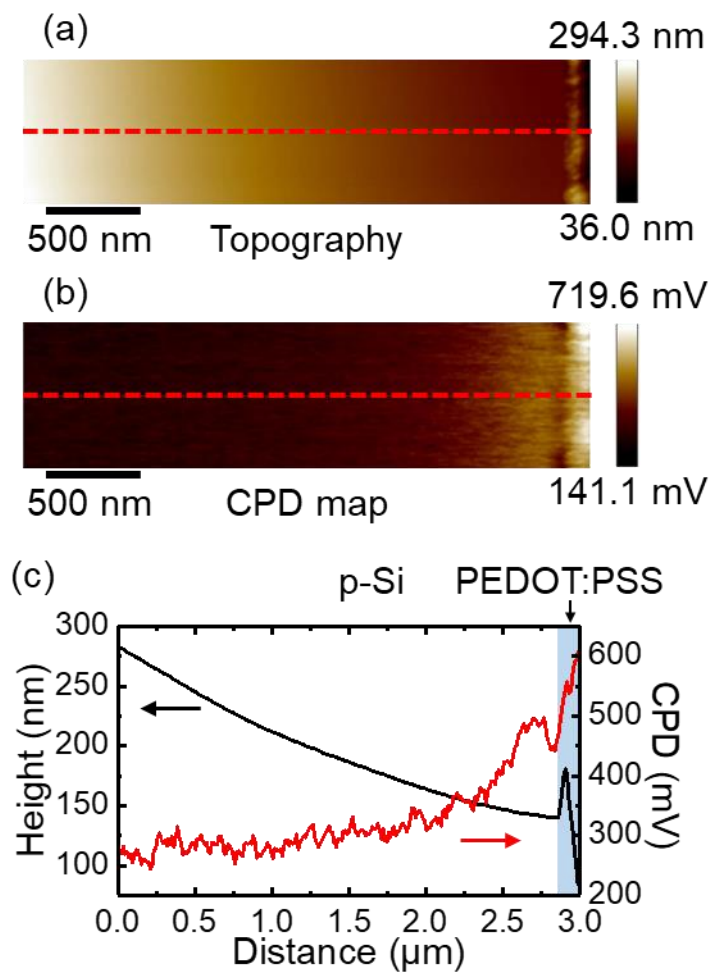 (a)
294.3 nm
500 nm Topography
36.0 nm
(b)
719.6 mV
500 nm CPD map
141.1 mV
(c)
p-Si PEDOT:PSS
Height (nm)
300
250
200
150
100
600
500
400
300
200
CPD (mV)
0.0 0.5 1.0 1.5 2.0 2.5 3.0
Distance (μm)